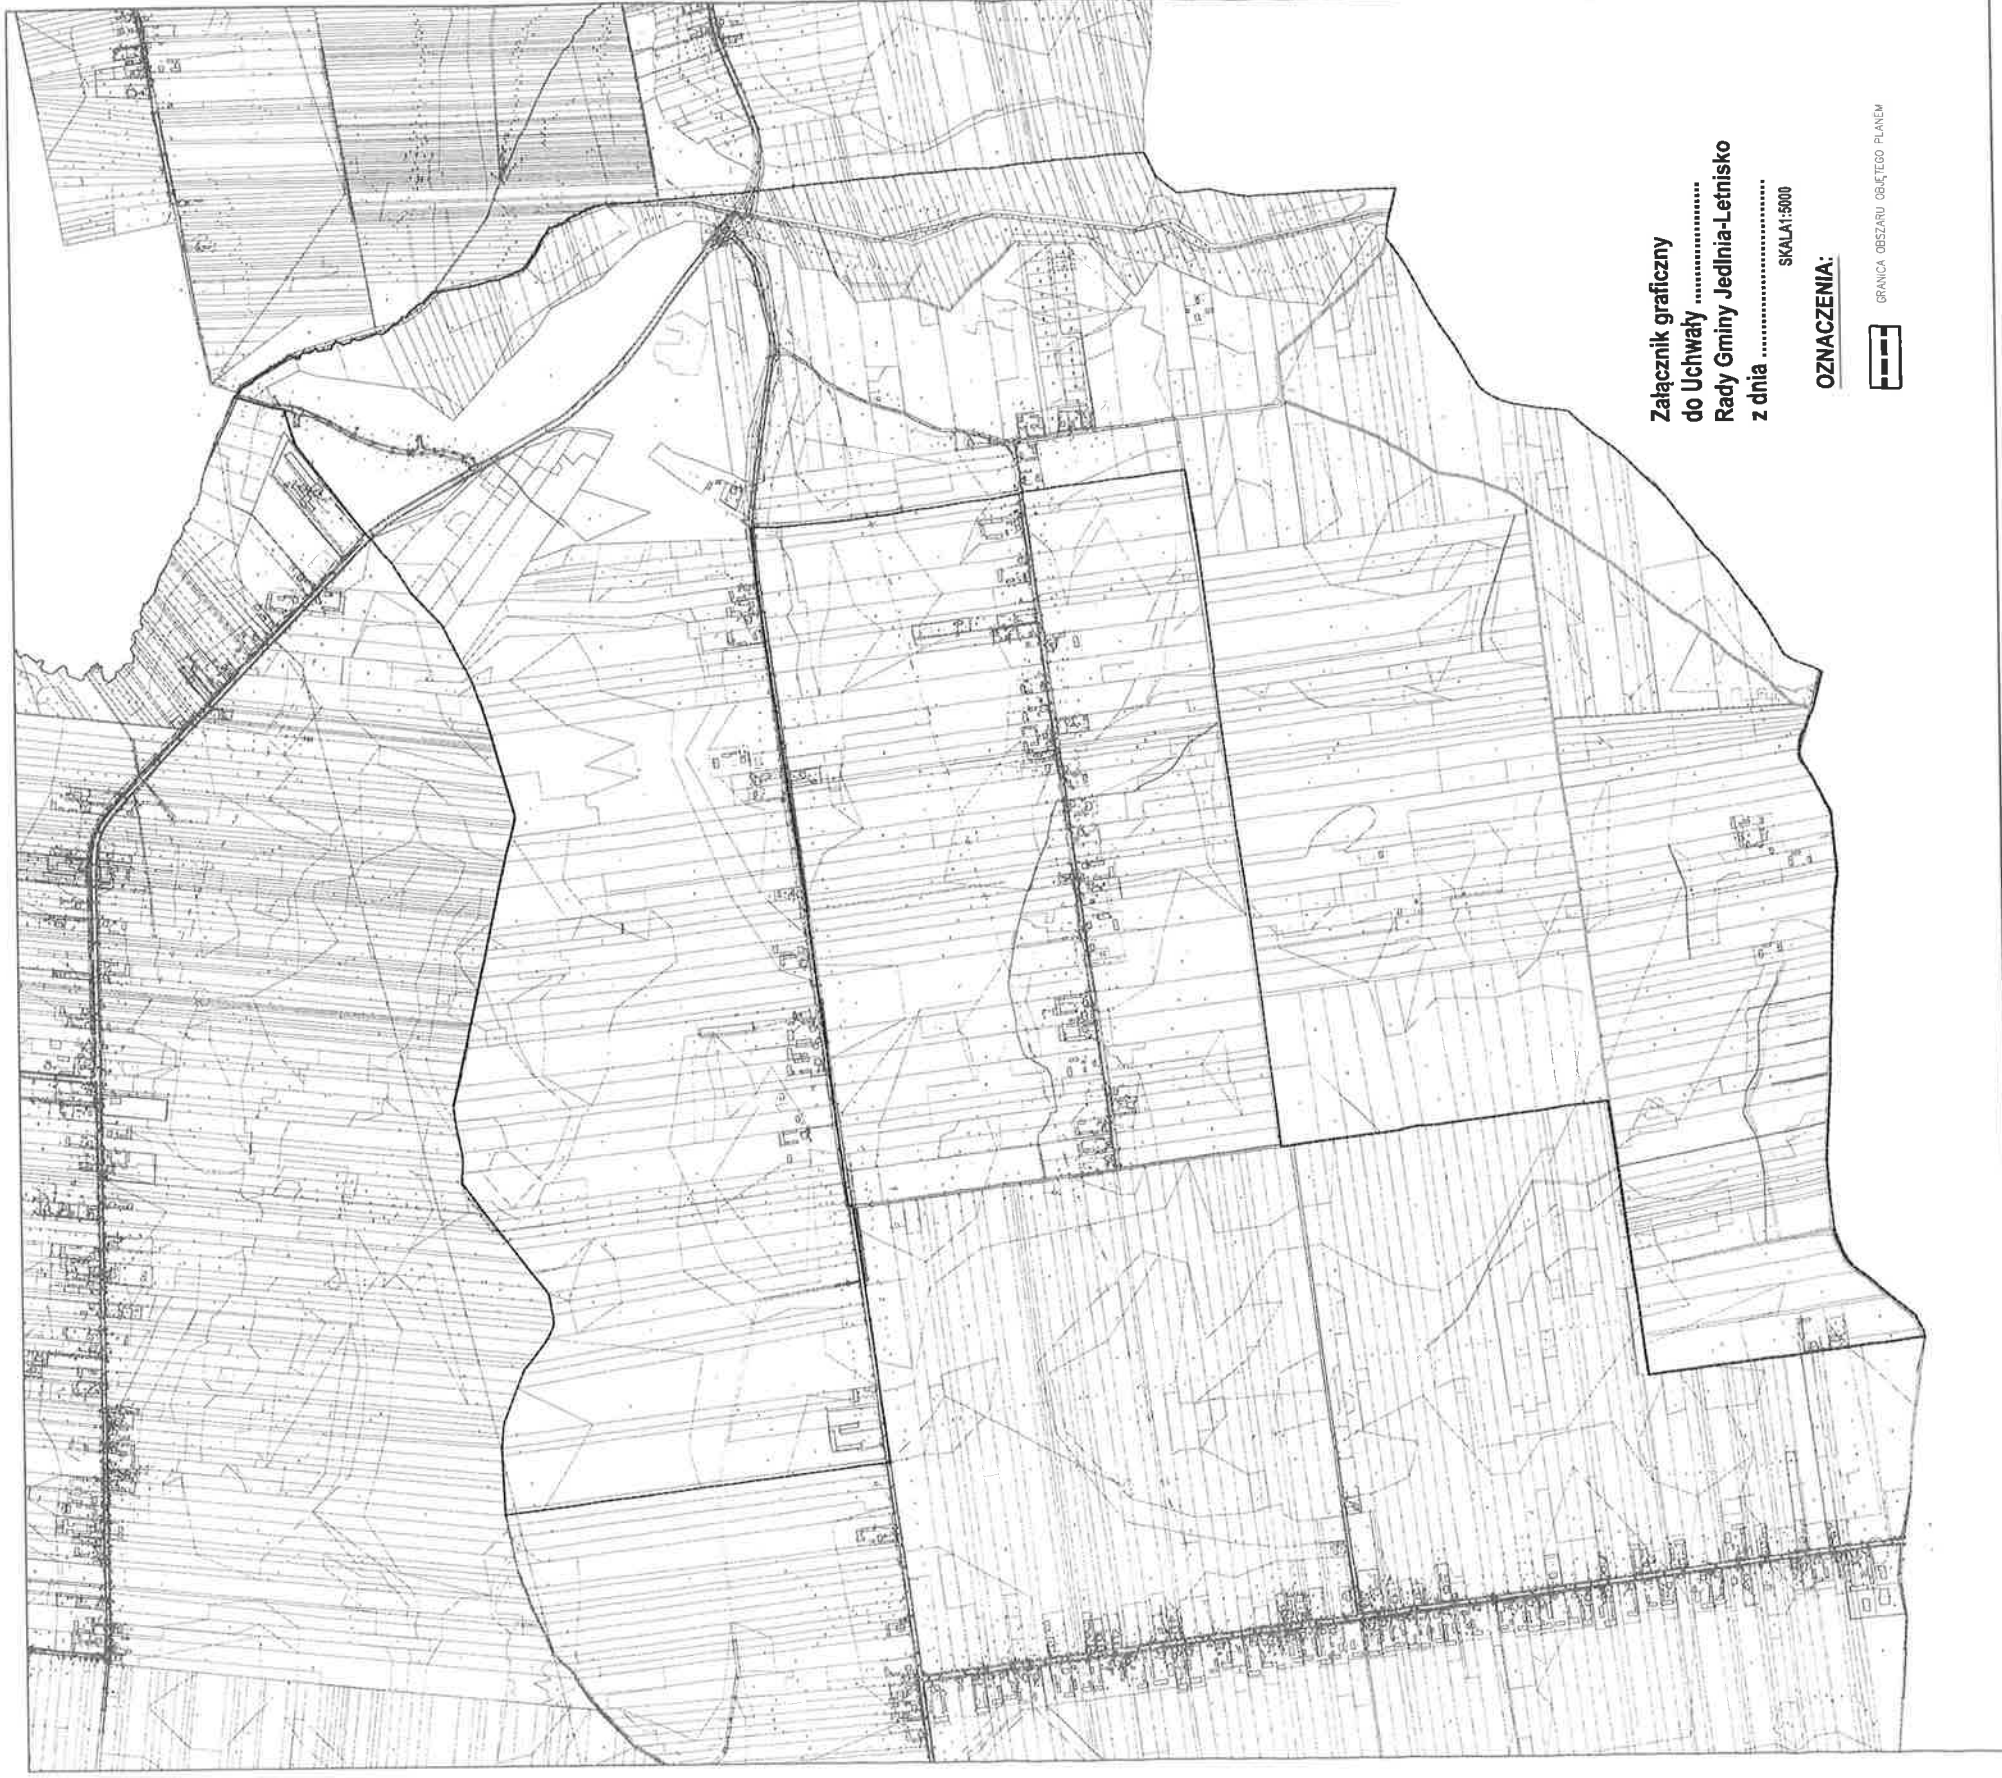 Załącznik graficzny
do Uchwały ........................
Rady Gminy Jedlnia-Letnisko
z dnia ..................................
SKALA1:5000
OZNACZENIA:
GRANICA OBSZARU OBJĘTEGO PLANEM